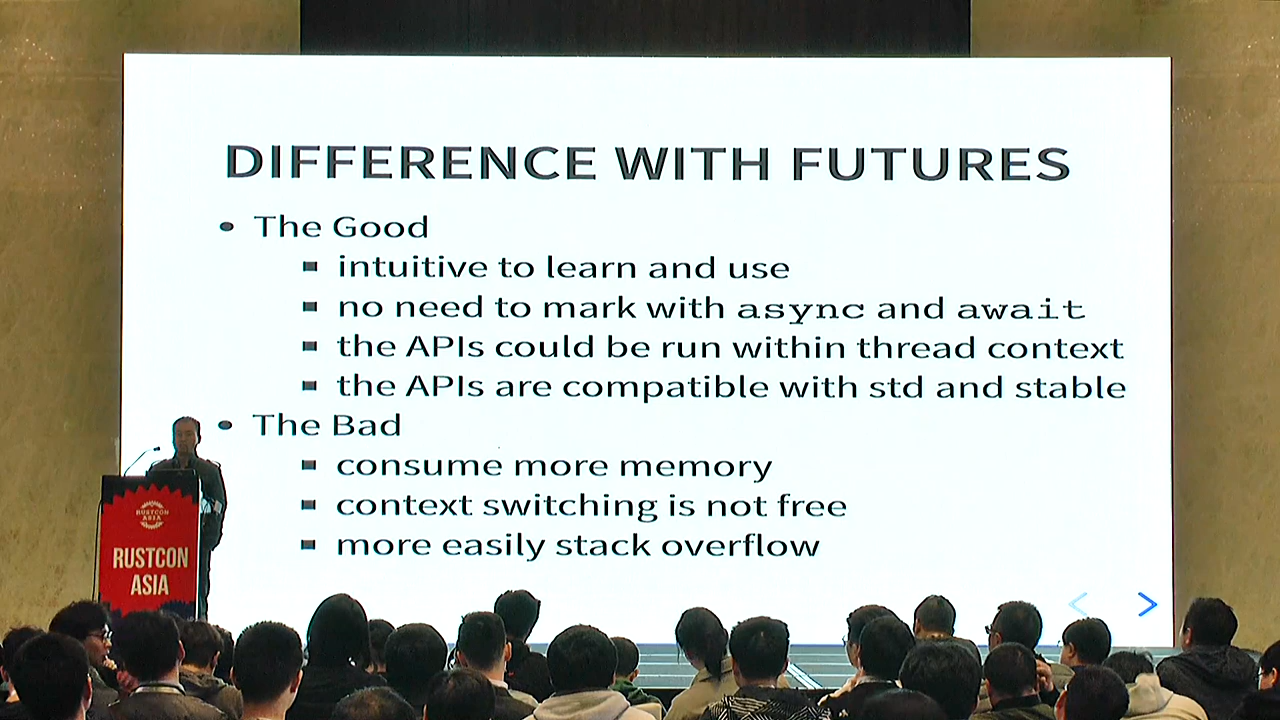 DIFFERENCE WITH FUTURES
• The Good
▪ intuitive to learn and use
▪ no need to mark with async and await
▪ the APIs could be run within thread context
▪ the APIs are compatible with std and stable
• The Bad
▪ consume more memory
▪ context switching is not free
▪ more easily stack overflow
RUSTCON
ASIA
RUSTCON
ASIA